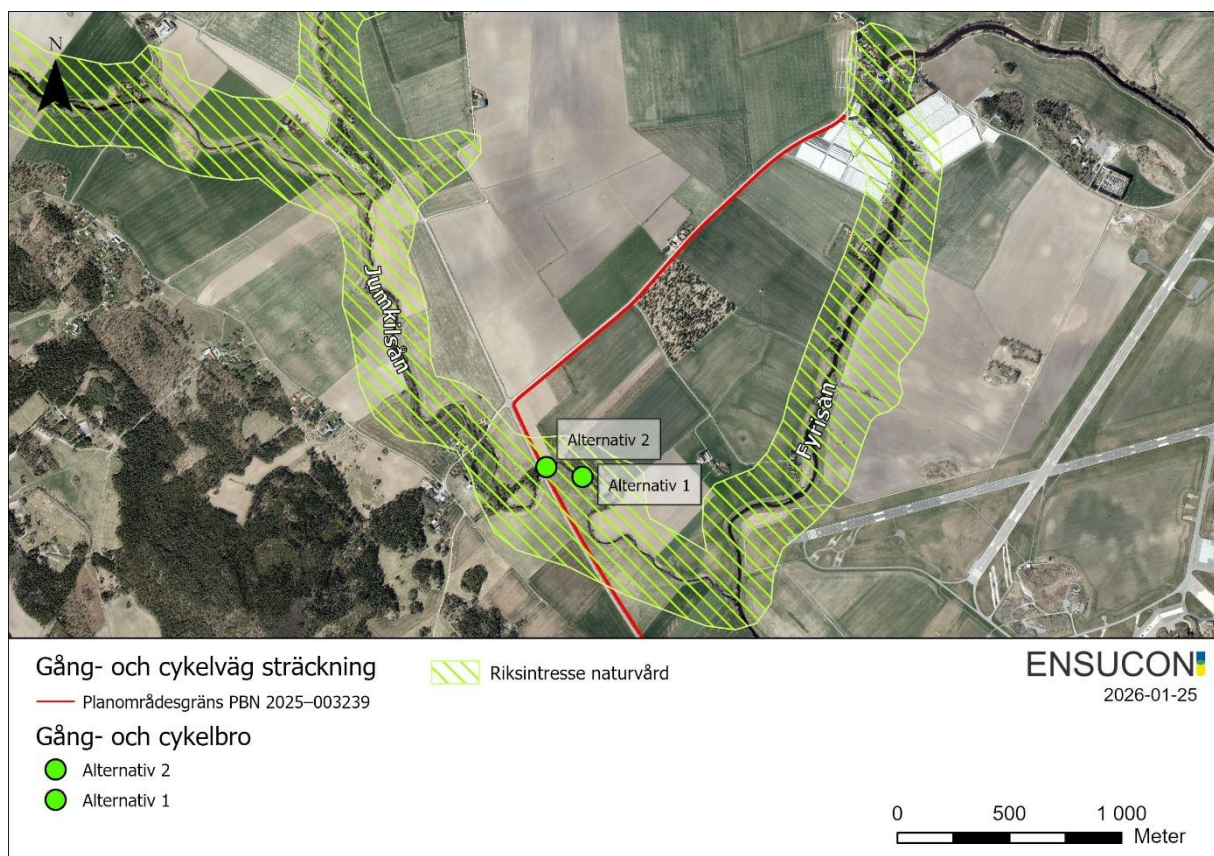 N
Jumkilsån
Fyrisån
Alternativ 2
Alternativ 1
Gång- och cykelväg sträckning
Planområdesgräns PBN 2025–003239
Gång- och cykelbro
Alternativ 2
Alternativ 1
Riksintresse naturvård
ENSUCON
2026-01-25
0 500 1 000
Meter